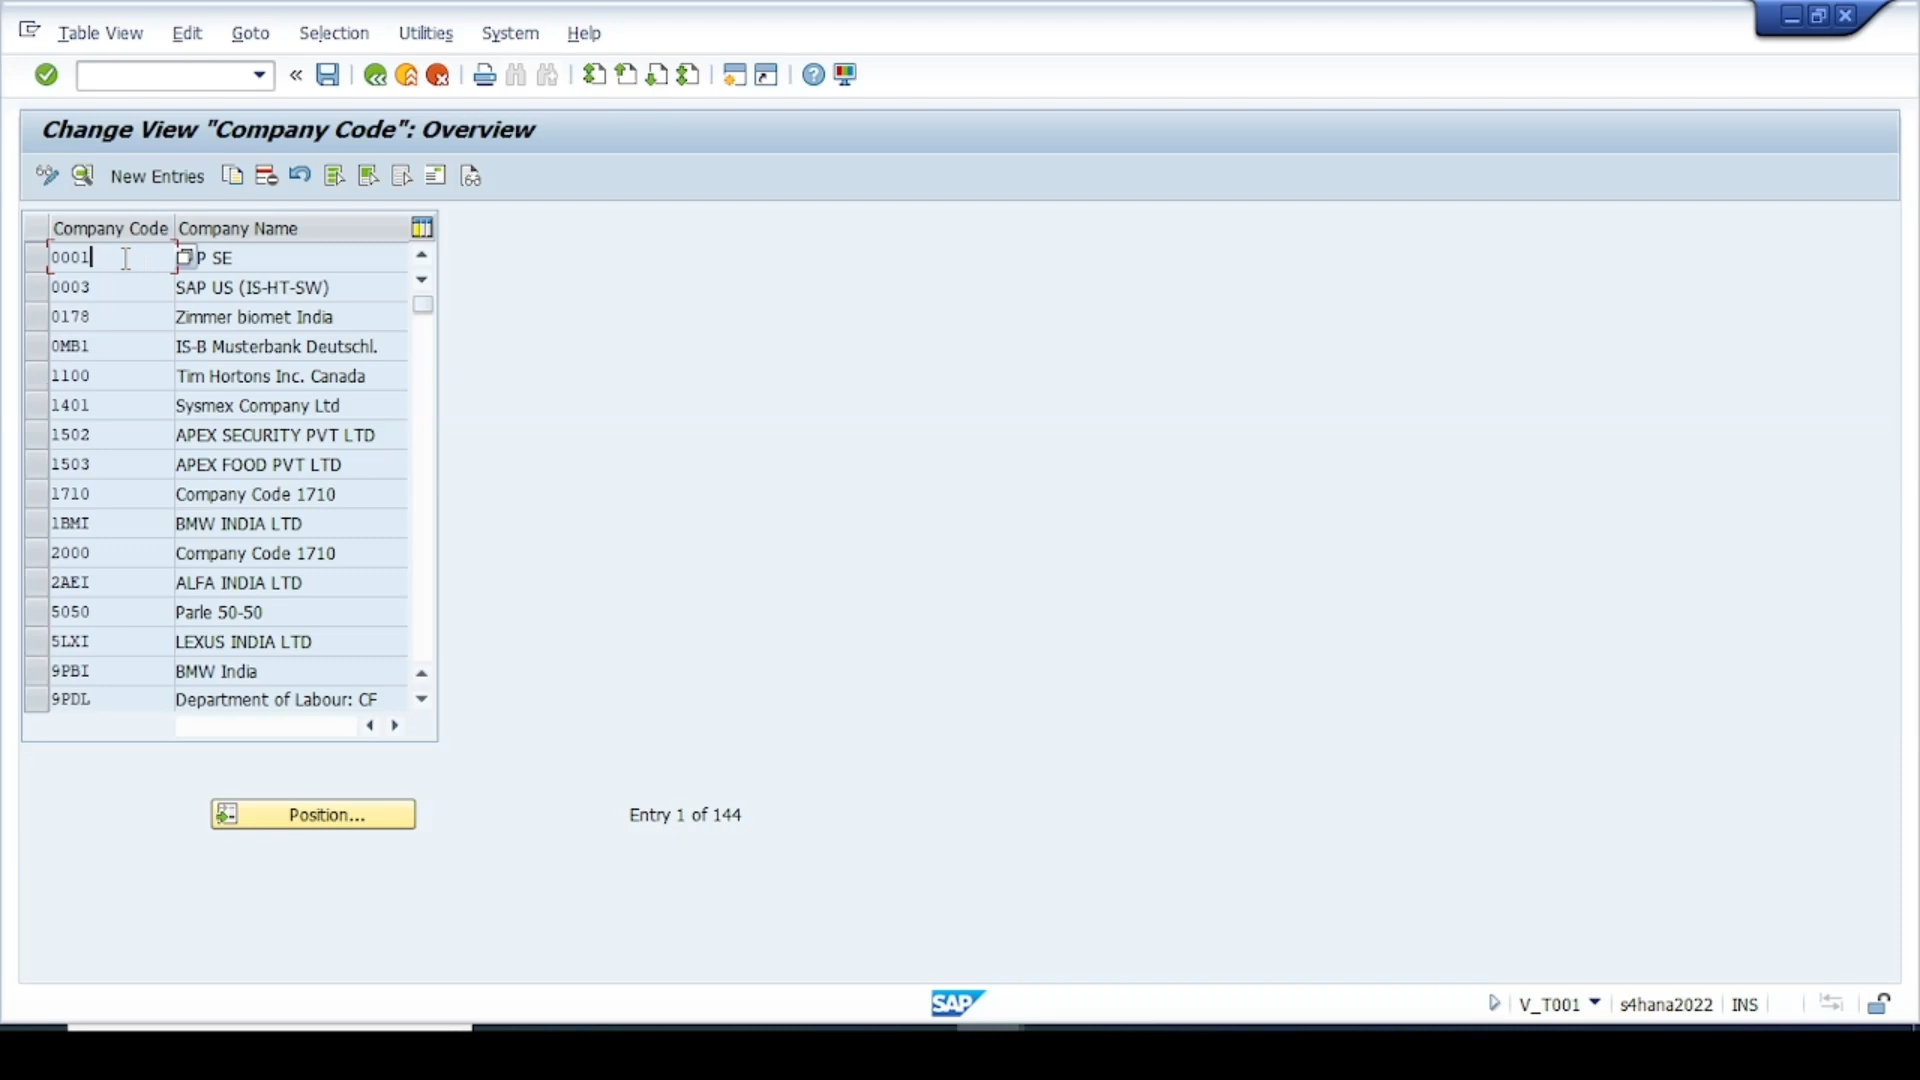 Table View Edit Goto Selection Utilities System Help
Change View "Company Code": Overview
New Entries
Company Code Company Name
0001 P SE
0003 SAP US (IS-HT-SW)
0178 Zimmer biomet India
0MB1 IS-B Musterbank Deutschl.
1100 Tim Hortons Inc. Canada
1401 Sysmex Company Ltd
1502 APEX SECURITY PVT LTD
1503 APEX FOOD PVT LTD
1710 Company Code 1710
1BMI BMW INDIA LTD
2000 Company Code 1710
2AEI ALFA INDIA LTD
5050 Parle 50-50
5LXI LEXUS INDIA LTD
9PBI BMW India
9PDL Department of Labour: CF
Position... Entry 1 of 144
SAP V_T001 s4hana2022 INS